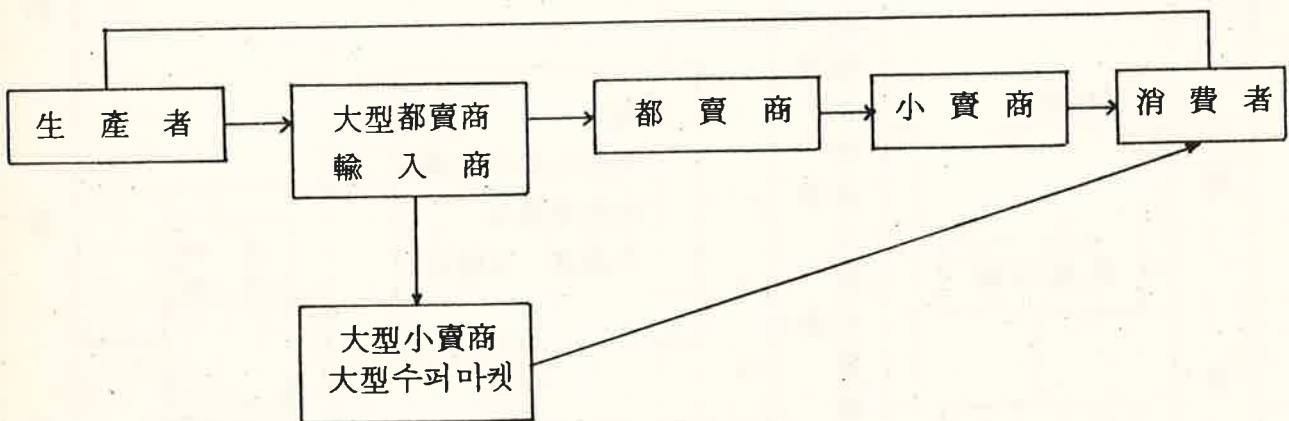 生產者
大型都賣商
輸入商
都賣商
小賣商
消費者
大型小賣商
大型수퍼마켓